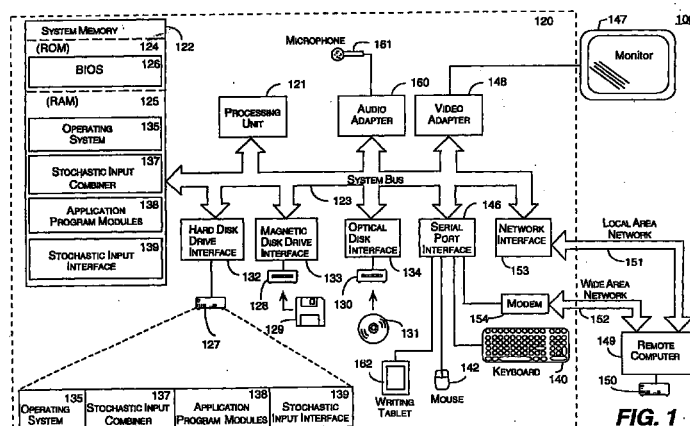 SYSTEM MEMORY
122
(ROM) 124
BIOS 126
(RAM) 125
OPERATING SYSTEM 135
STOCHASTIC INPUT COMBINER 137
APPLICATION PROGRAM MODULES 138
STOCHASTIC INPUT INTERFACE 139
120
MICROPHONE
161
121
PROCESSING UNIT
160
AUDIO ADAPTER
148
VIDEO ADAPTER
147
Monitor
SYSTEM BUS
123
HARD DISK DRIVE INTERFACE
132
MAGNETIC DISK DRIVE INTERFACE
133
OPTICAL DISK INTERFACE
134
146
SERIAL PORT INTERFACE
NETWORK INTERFACE
153
LOCAL AREA NETWORK
151
WIDE AREA NETWORK
152
MODEM
154
127
128
129
130
131
162
WRITING TABLET
142
MOUSE
KEYBOARD
140
149
REMOTE COMPUTER
150
135
OPERATING SYSTEM
137
STOCHASTIC INPUT COMBINER
138
APPLICATION PROGRAM MODULES
139
STOCHASTIC INPUT INTERFACE
FIG. 1